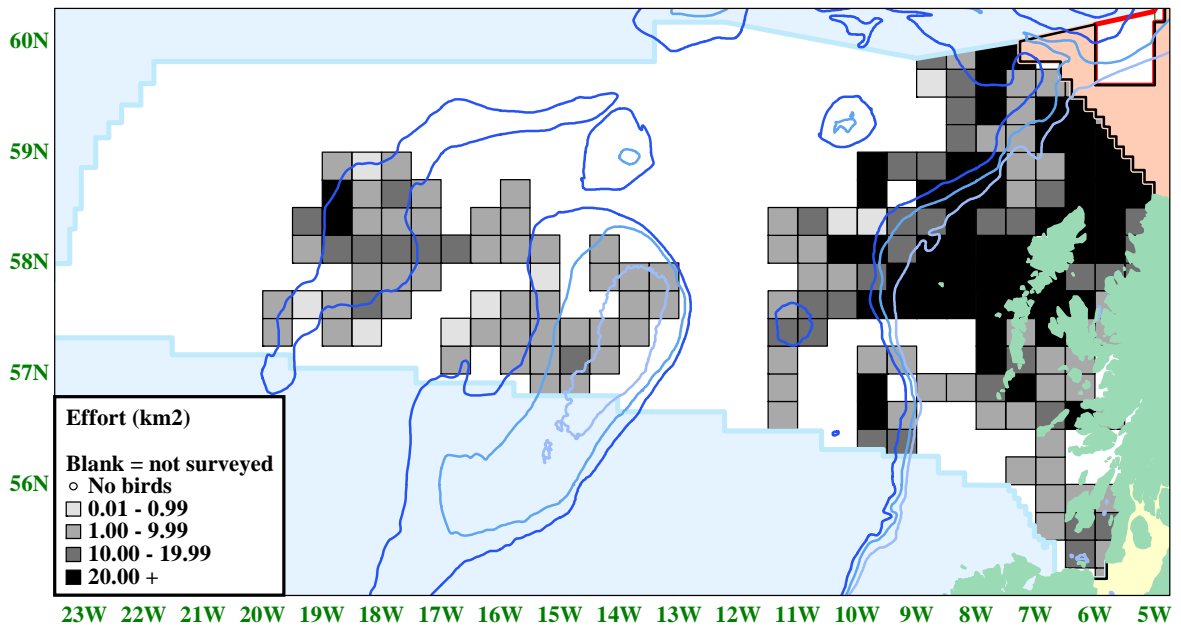 60N
59N
58N
57N
56N
Effort (km2)
Blank = not surveyed
No birds
0.01 - 0.99
1.00 - 9.99
10.00 - 19.99
20.00 +
23W 22W 21W 20W 19W 18W 17W 16W 15W 14W 13W 12W 11W 10W 9W 8W 7W 6W 5W